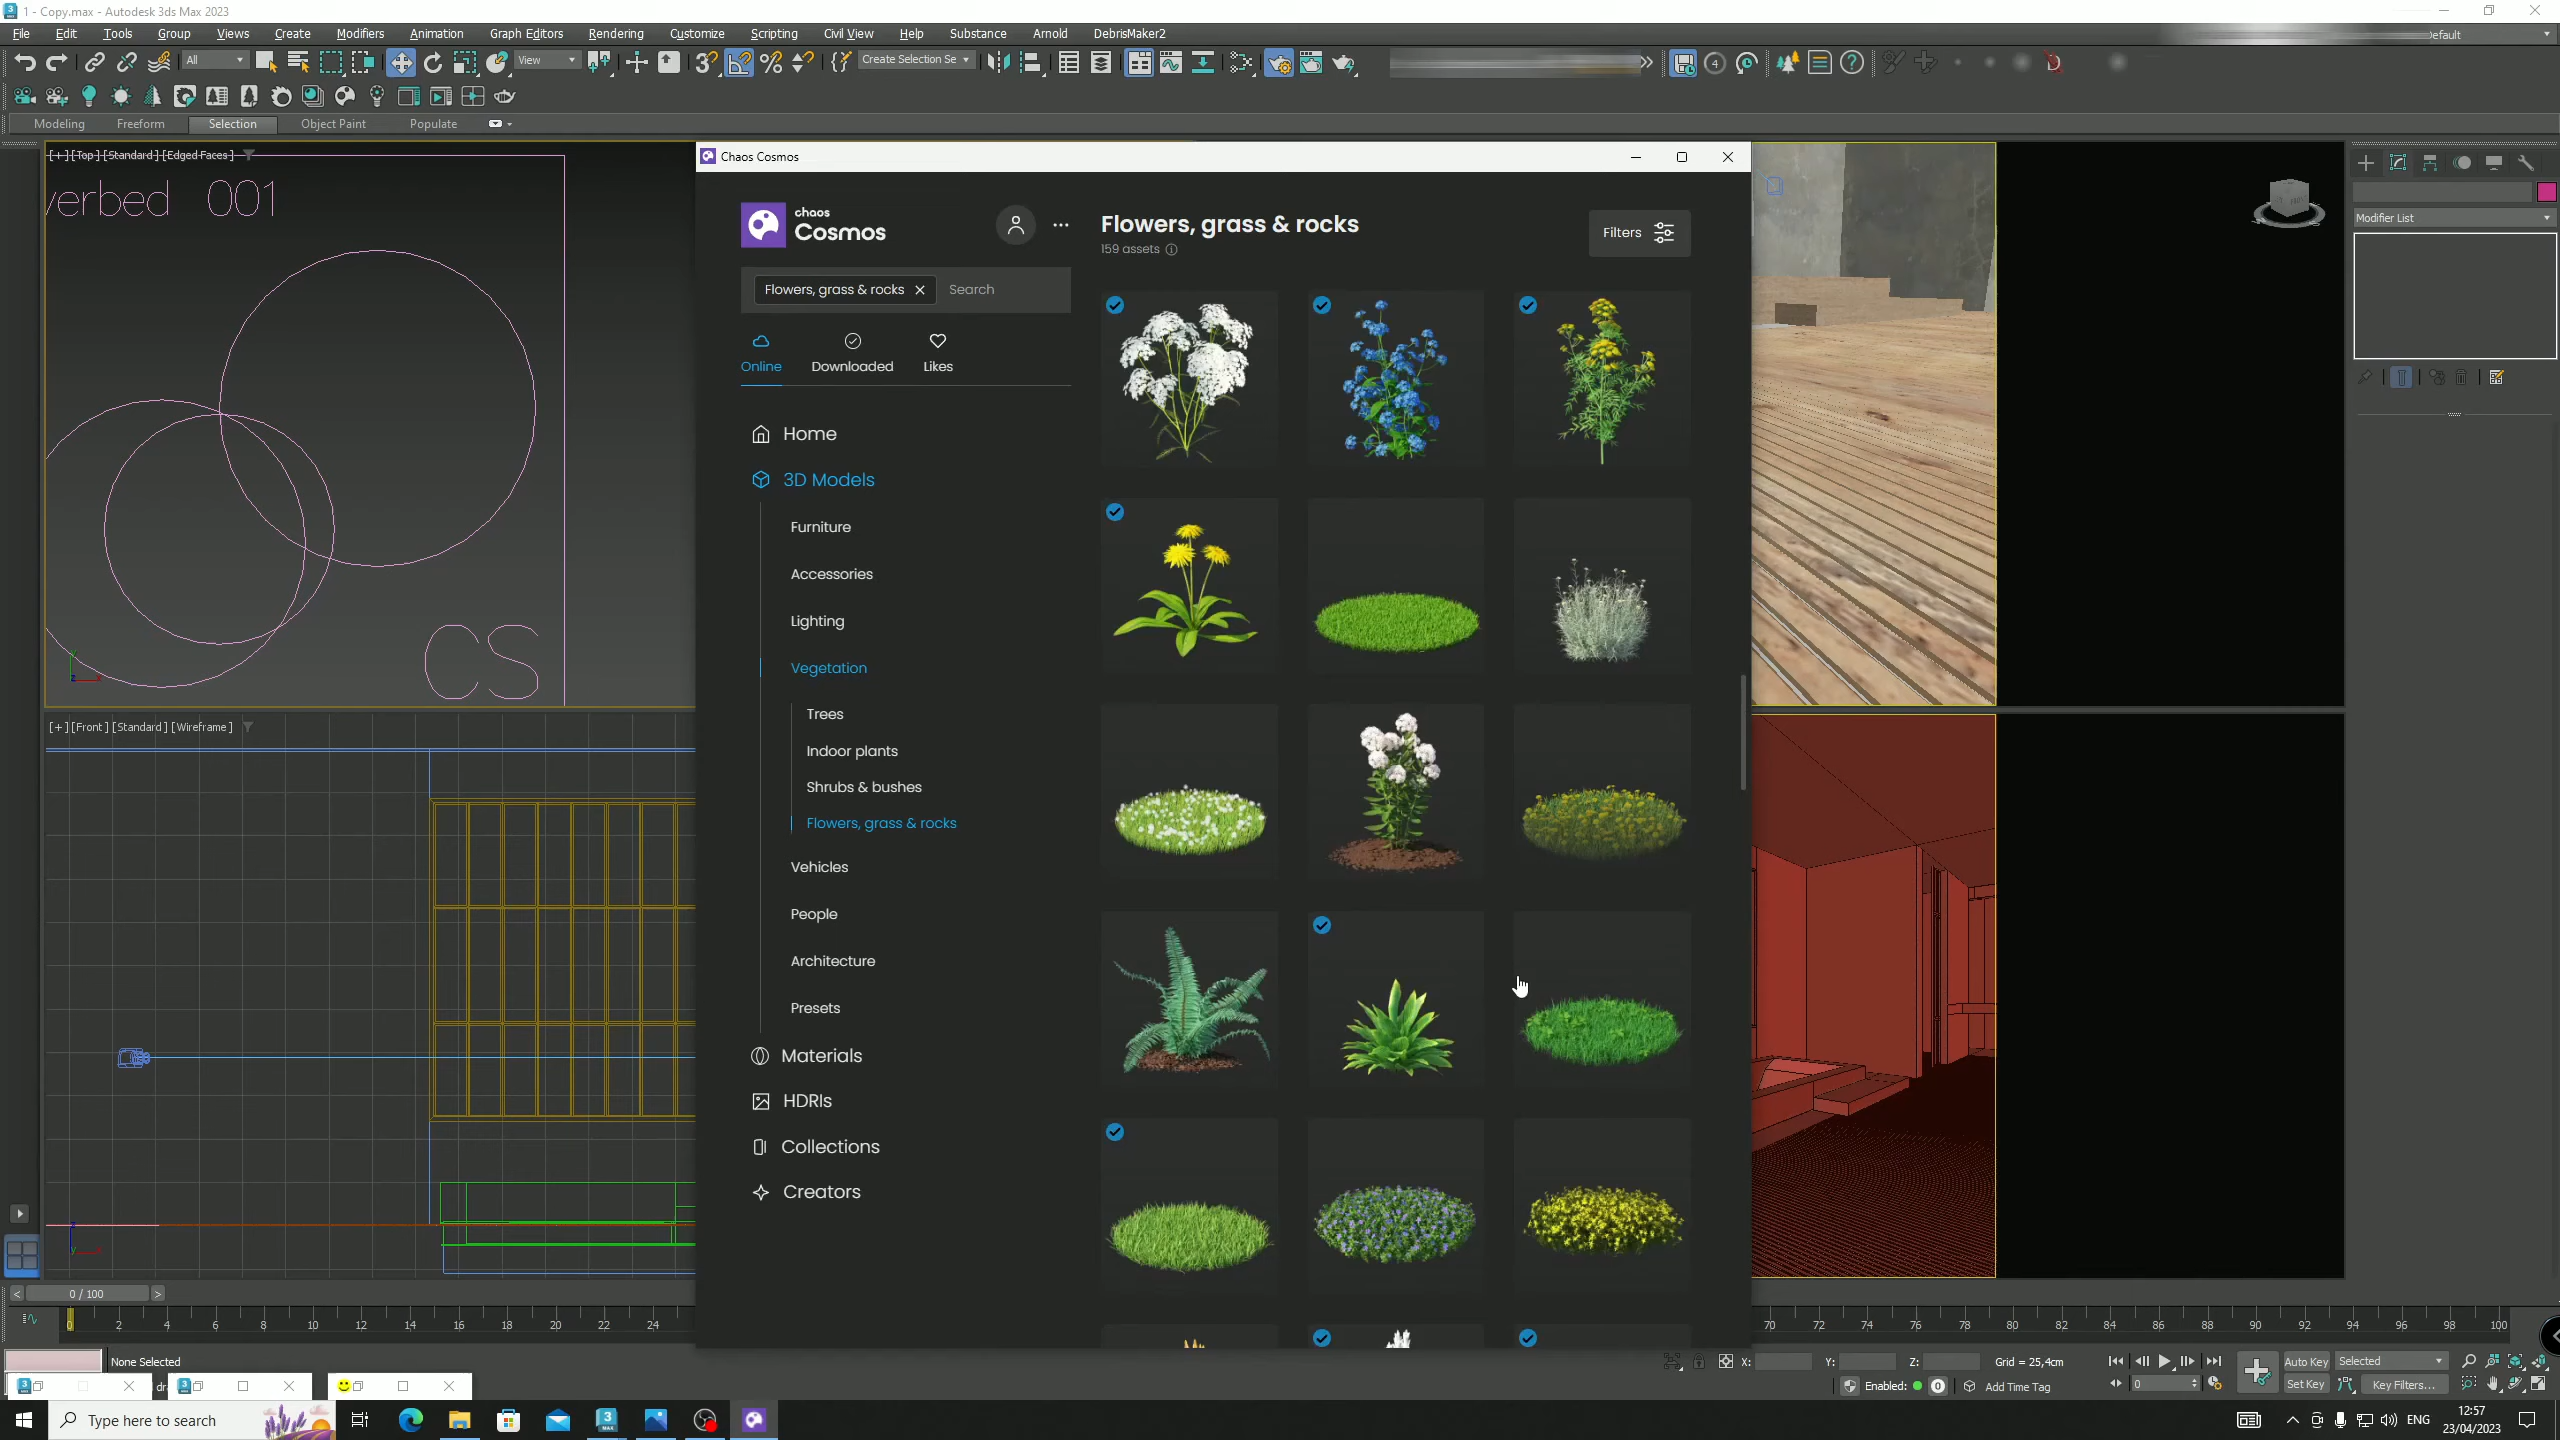 1 - Copy.max - Autodesk 3ds Max 2023
File Edit Tools Group Views Create Modifiers Animation Graph Editors Rendering Customize Scripting Civil View Help Substance Arnold DebrisMaker2
All View Create Selection Se 4
Modeling Freeform Selection Object Paint Populate
[+] [Top] [Standard] [Edged Faces]
verbed 001
CS
Chaos Cosmos
chaos
Cosmos
Flowers, grass & rocks
159 assets
Filters
Flowers, grass & rocks Search
Online Downloaded Likes
Home
3D Models
Furniture
Accessories
Lighting
Vegetation
Trees
Indoor plants
Shrubs & bushes
Flowers, grass & rocks
Vehicles
People
Architecture
Presets
Materials
HDRIs
Collections
Creators
Modifier List
[+] [Front] [Standard] [Wireframe]
< 0 / 100 >
0 2 4 6 8 10 12 14 16 18 20 22 24 70 72 74 76 78 80 82 84 86 88 90 92 94 96 98 100
None Selected
X: Y: Z: Grid = 25,4cm
Auto Key Selected
Enabled: 0 Add Time Tag
0
Set Key Key Filters...
Type here to search
ENG
12:57
23/04/2023